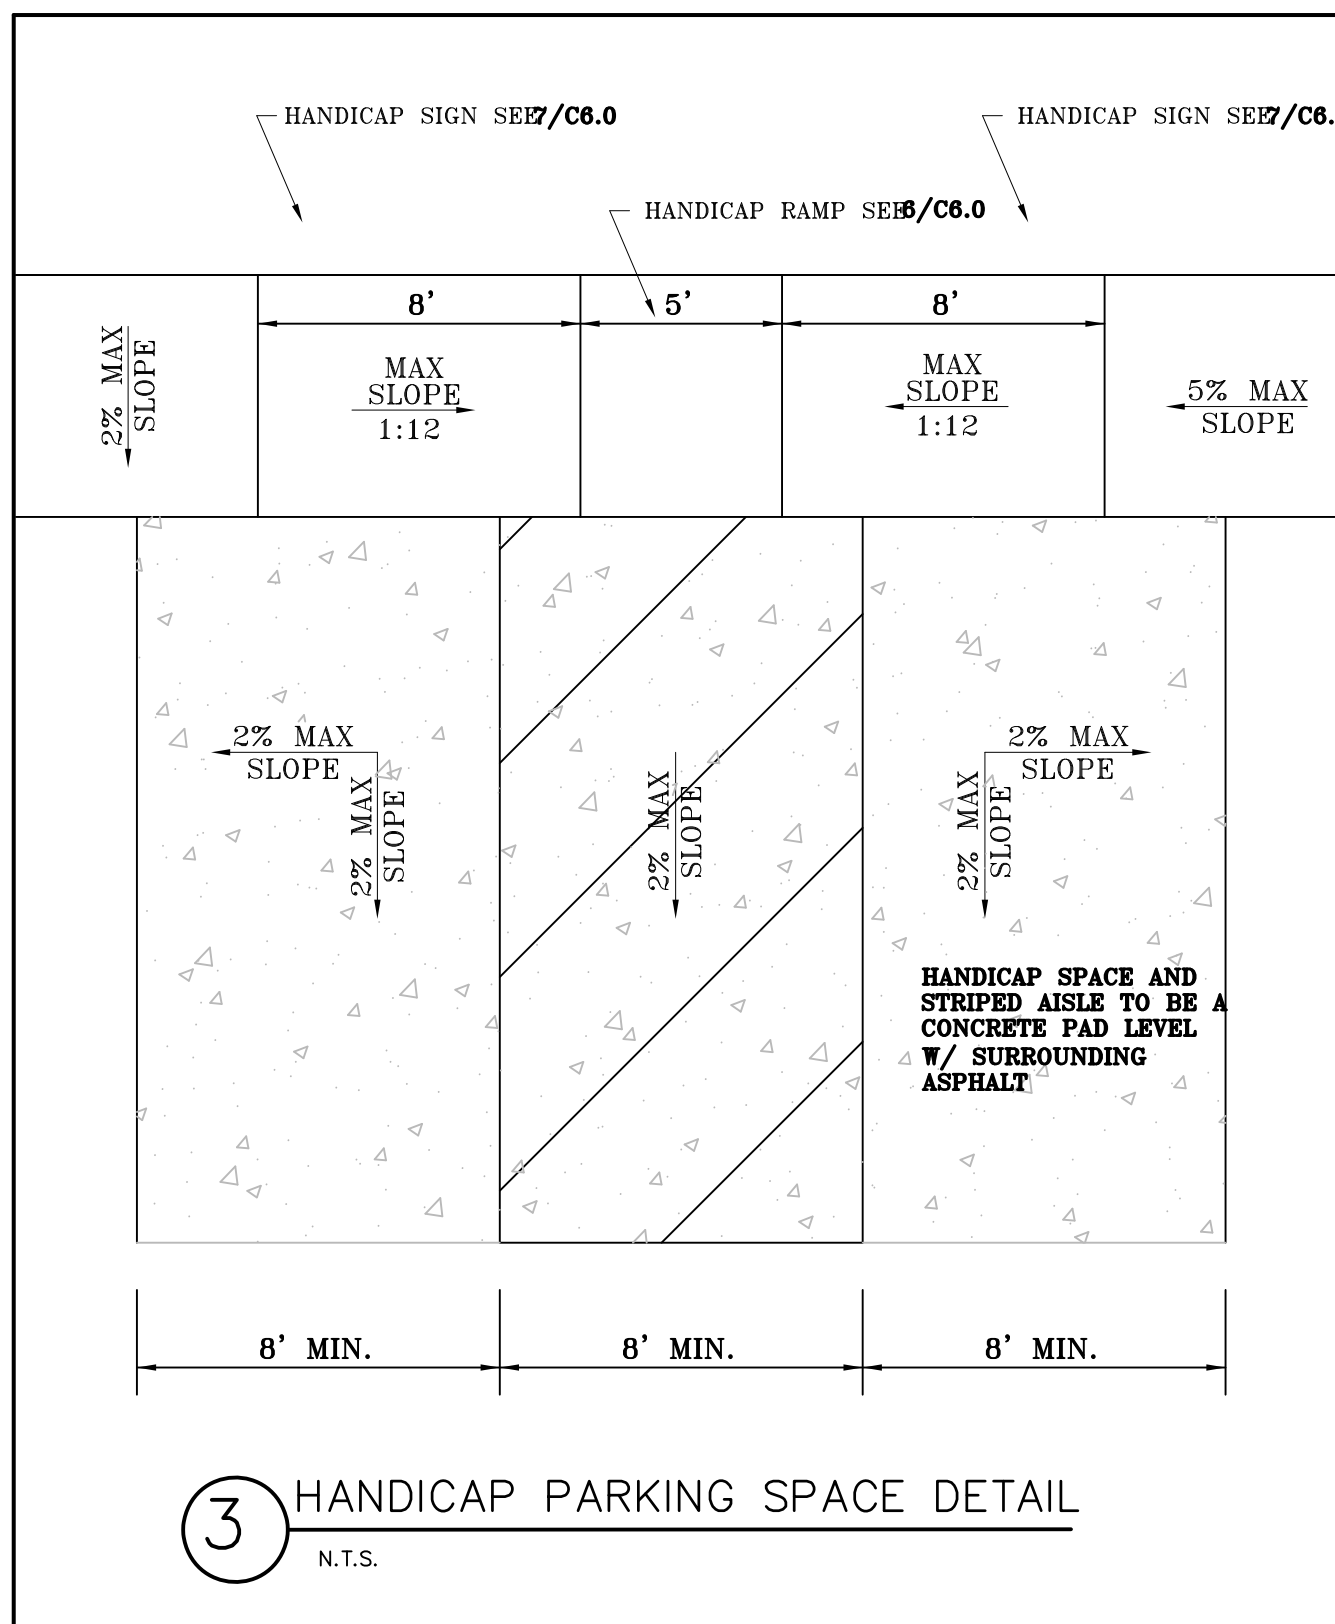 HANDICAP SIGN SEE 7/C6.0
HANDICAP SIGN SEE 7/C6.
HANDICAP RAMP SEE 6/C6.0
8'
5'
8'
2% MAX
SLOPE
MAX
SLOPE
1:12
MAX
SLOPE
1:12
5% MAX
SLOPE
2% MAX
SLOPE
2% MAX
SLOPE
2% MAX
SLOPE
2% MAX
SLOPE
2% MAX
SLOPE
HANDICAP SPACE AND
STRIPED AISLE TO BE A
CONCRETE PAD LEVEL
W/ SURROUNDING
ASPHALT
8' MIN.
8' MIN.
8' MIN.
3 HANDICAP PARKING SPACE DETAIL
N.T.S.